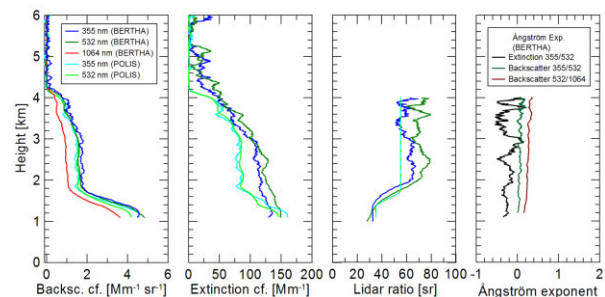 Height [km]
6
5
4
3
2
1
0
355 nm (BERTHA)
532 nm (BERTHA)
1064 nm (BERTHA)
355 nm (POLIS)
532 nm (POLIS)
0 2 4 6
Backsc. cf. [Mm⁻¹ sr⁻¹]
0 50 100 150 200
Extinction cf. [Mm⁻¹]
0 20 40 60 80 100
Lidar ratio [sr]
Ångström Exp.
(BERTHA)
Extinction 355/532
Backscatter 355/532
Backscatter 532/1064
-1 0 1 2
Ångström exponent